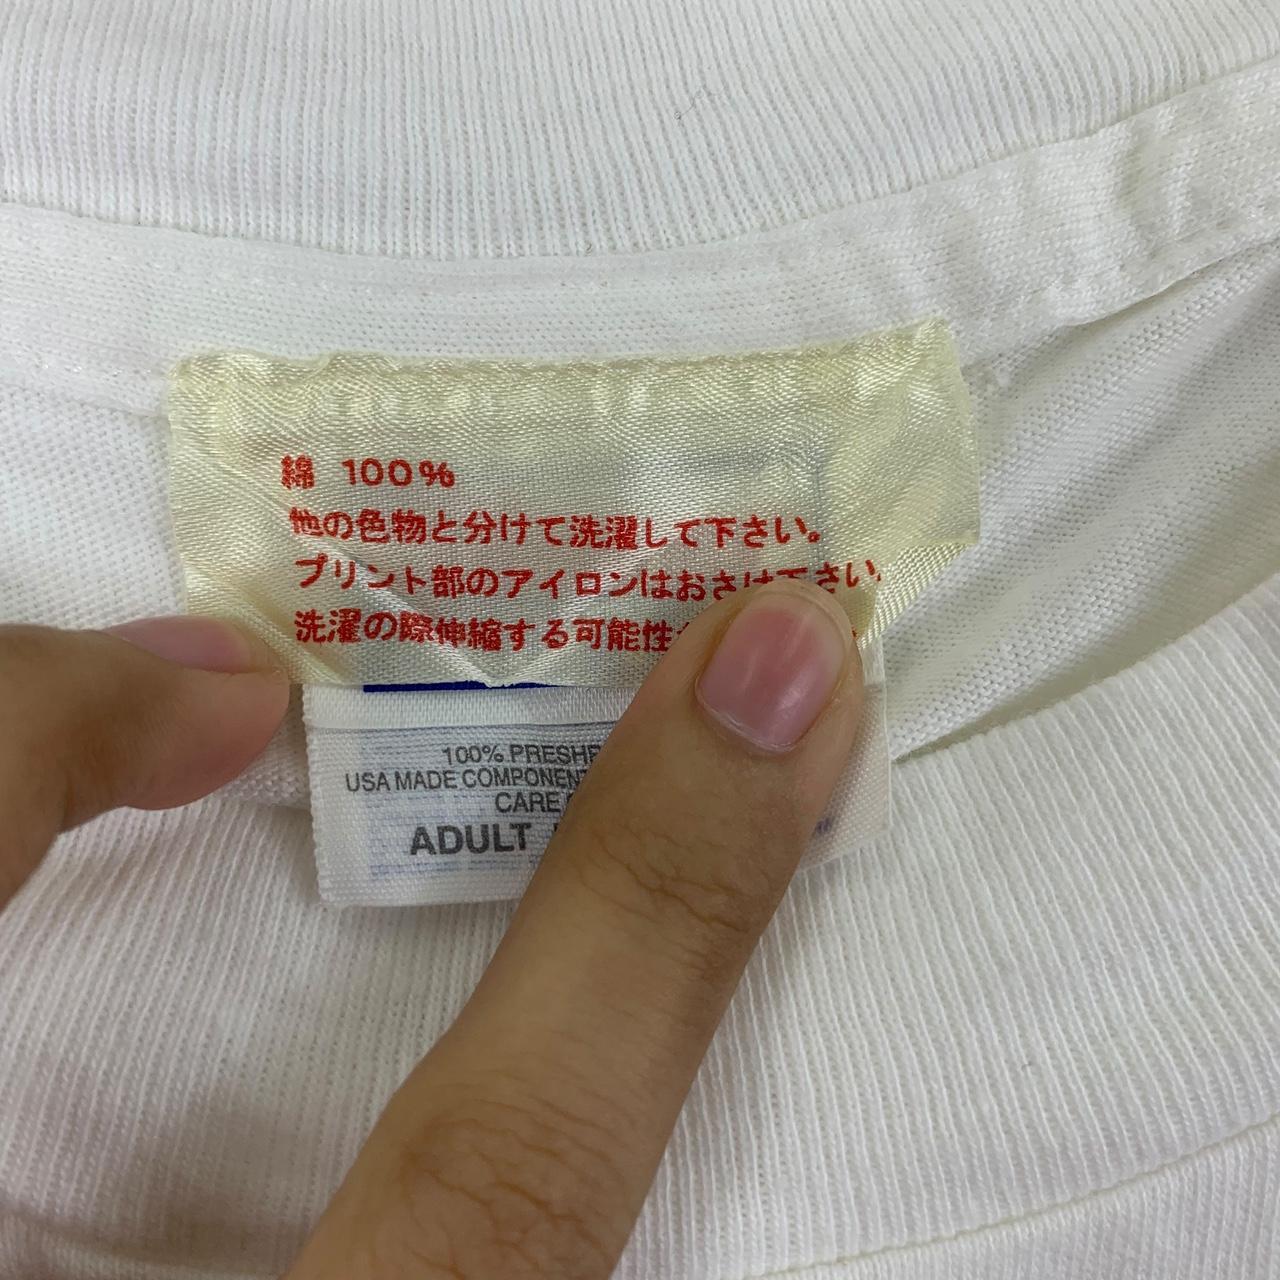 綿 100%
他の色物と分けて洗濯して下さい。
プリント部のアイロンはおさけ下さい。
洗濯の際伸縮する可能性
100% PRESHR
USA MADE COMPONEN
CARE
ADULT